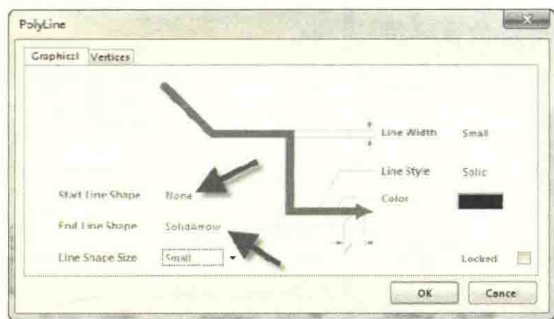 PolyLine
Graphical Vertices
Line Width Small
Line Style Solic
Start Line Shape None
Color
End Line Shape SolidArrow
Line Shape Size Small
Locked
OK Cance